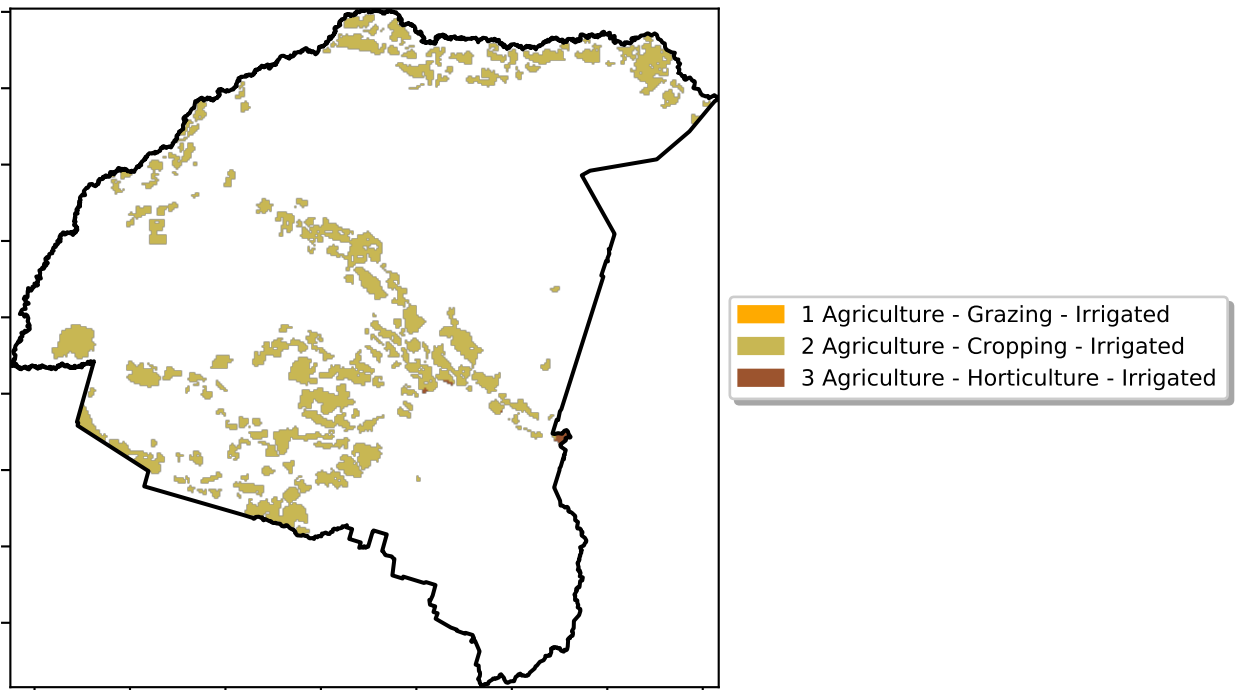 1 Agriculture - Grazing - Irrigated
2 Agriculture - Cropping - Irrigated
3 Agriculture - Horticulture - Irrigated